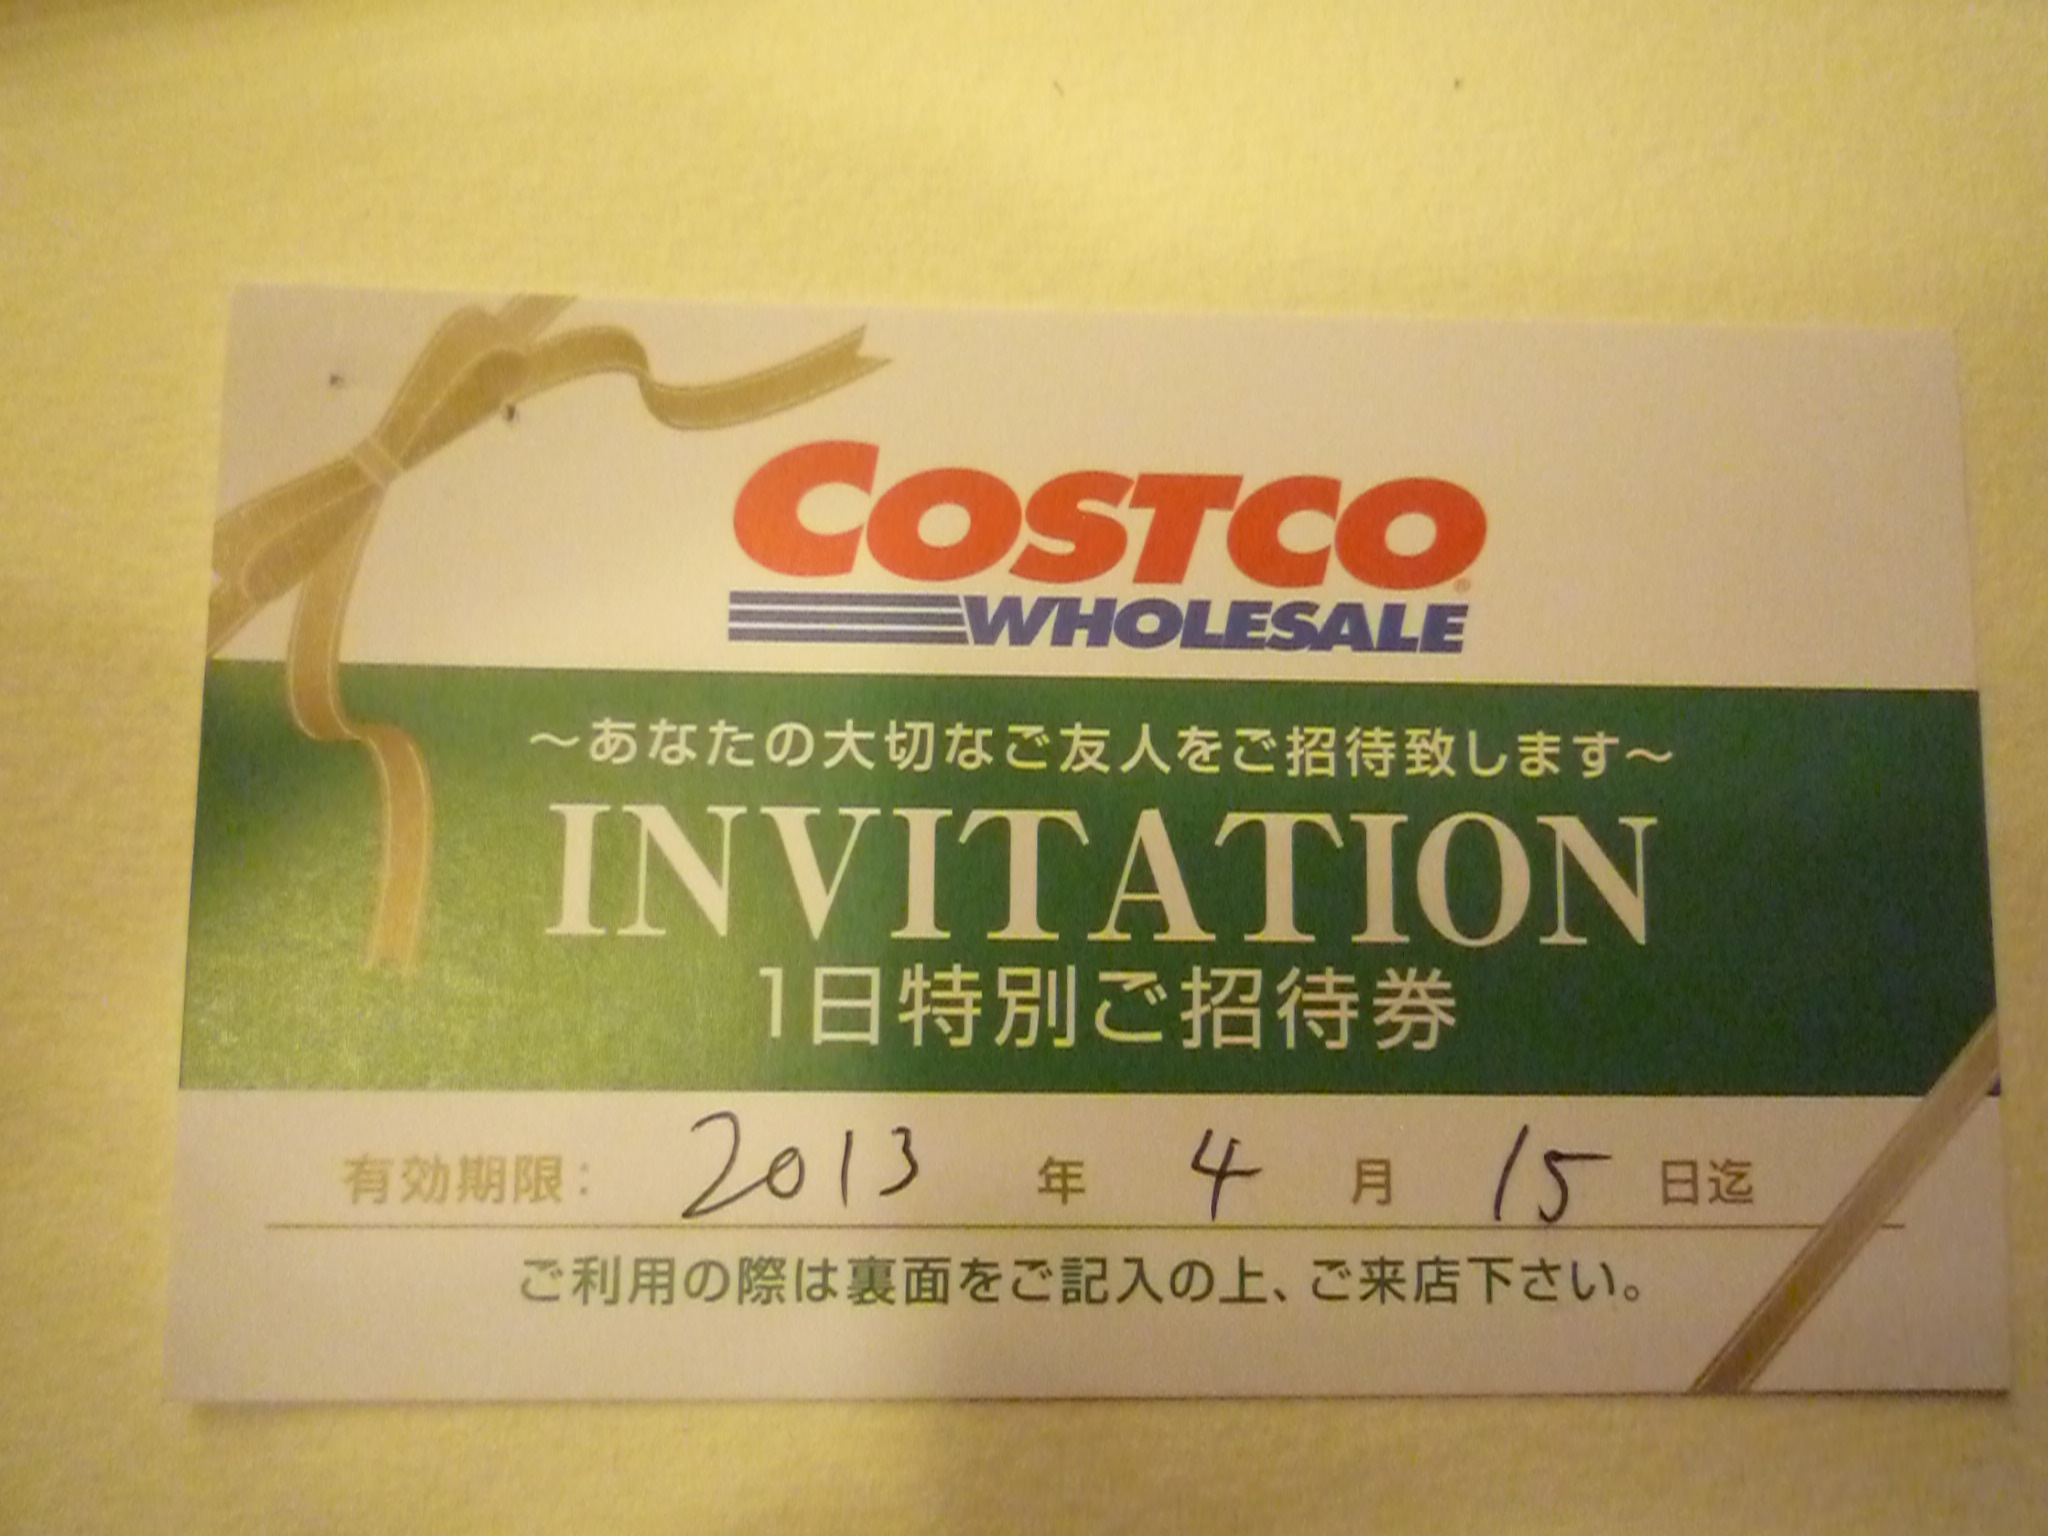 COSTCO
WHOLESALE
～あなたの大切なご友人をご招待致します～
INVITATION
1日特別ご招待券
有効期限: 2013 年 4 月 15 日迄
ご利用の際は裏面をご記入の上、ご来店下さい。